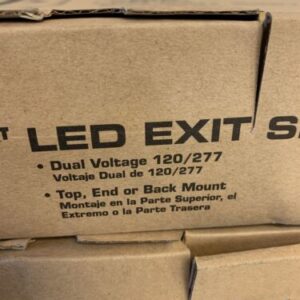 T LED EXIT S
• Dual Voltage 120/277
Voltaje Dual de 120/277
• Top, End or Back Mount
Montaje en la Parte Superior, el
Extremo o la Parte Trasera